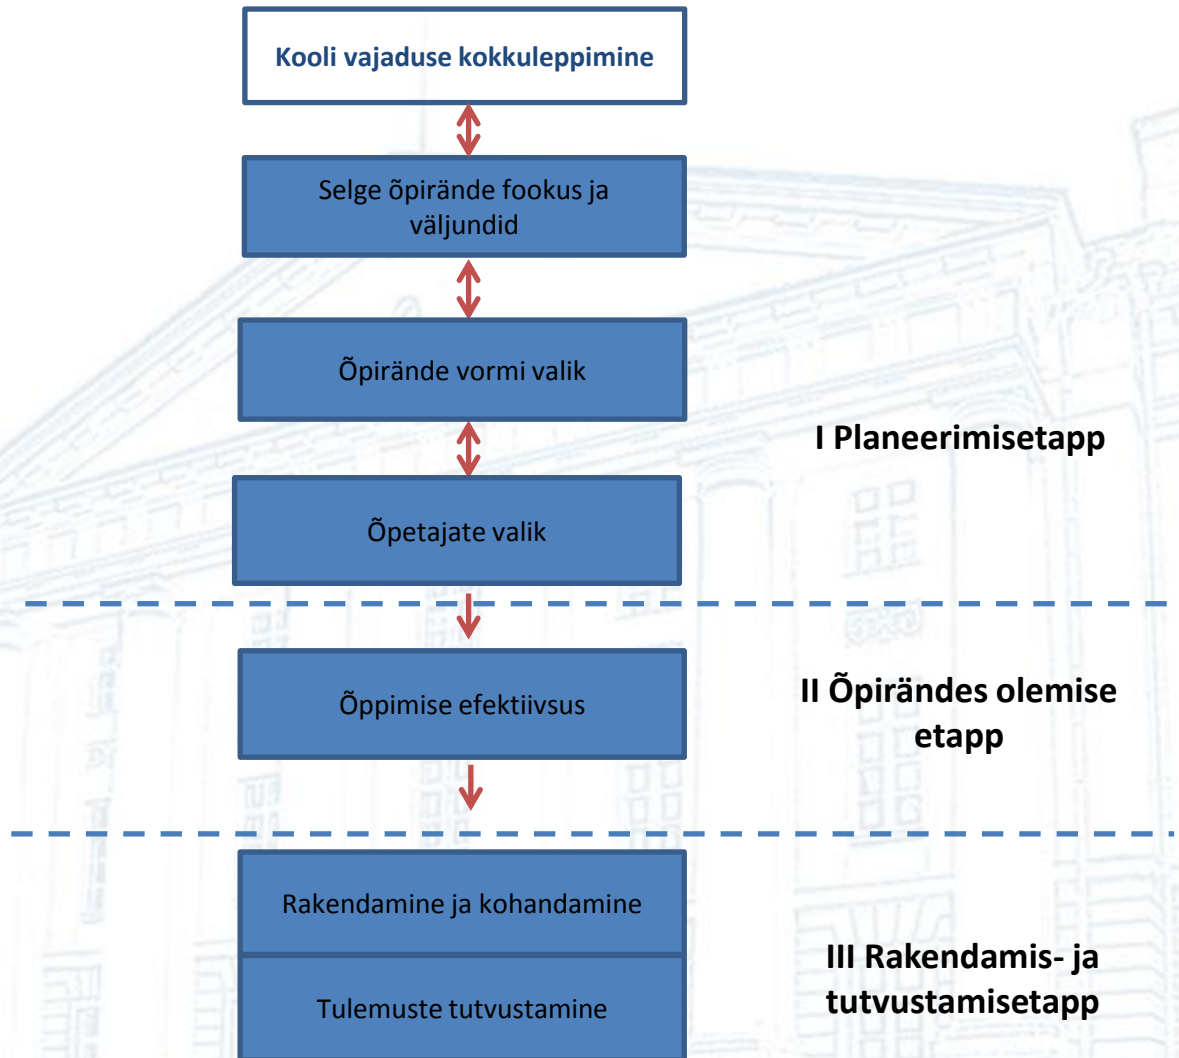 Kooli vajaduse kokkuleppimine
Selge õpirände fookus ja
väljundid
Õpirände vormi valik
I Planeerimisetapp
Õpetajate valik
Õppimise efektiivsus
II Õpirändes olemise
etapp
Rakendamine ja kohandamine
III Rakendamis- ja
tutvustamisetapp
Tulemuste tutvustamine